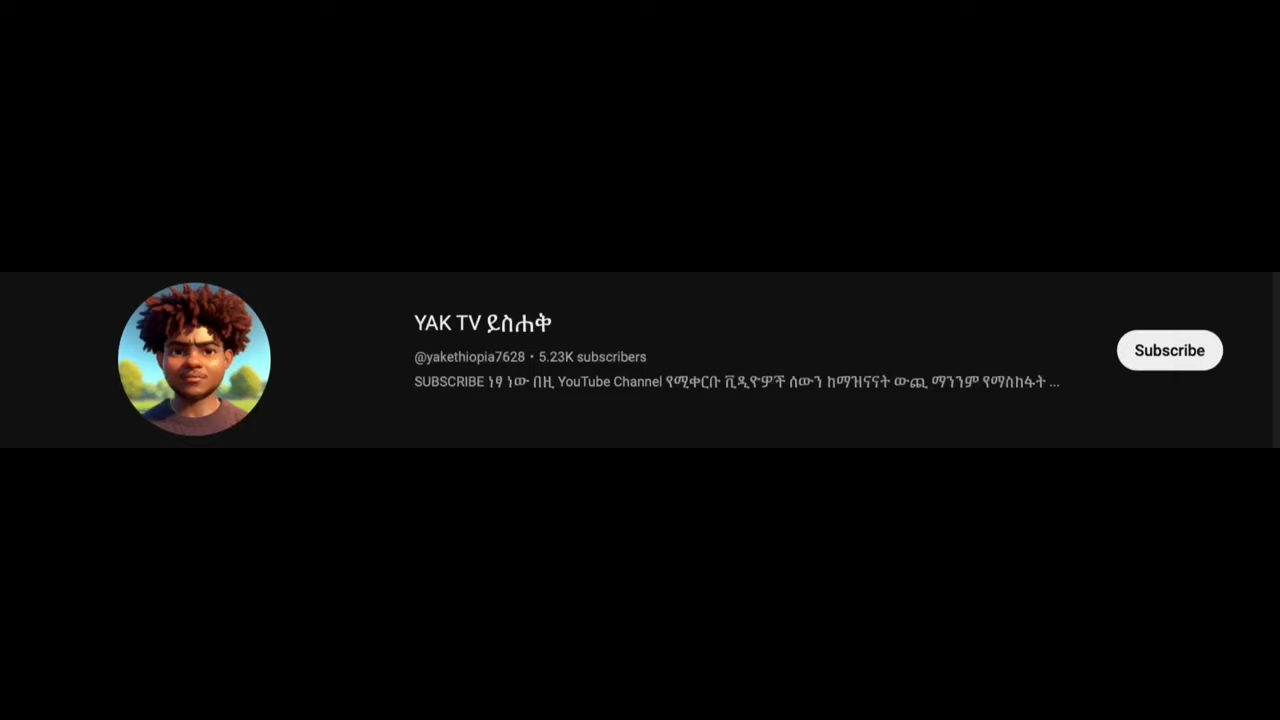 YAK TV ይስሐቅ
@yakethiopia7628 • 5.23K subscribers
SUBSCRIBE ነፃ ነው በዚ YouTube Channel የሚቀርቡ ቪዲዮዎች ሰውን ከማዝናናት ውጪ ማንንም የማስከፋት ...
Subscribe